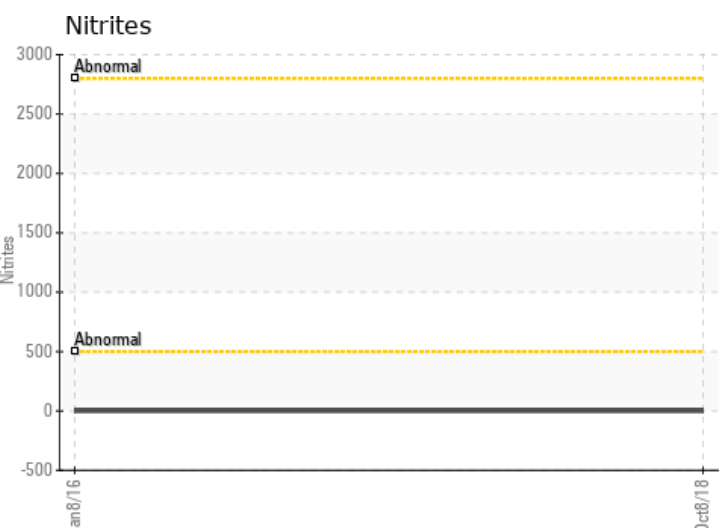 Nitrites
3000
Abnormal
2500
2000
1500
1000
Abnormal
500
0
-500
Nitrites
an8/16
Oct8/18